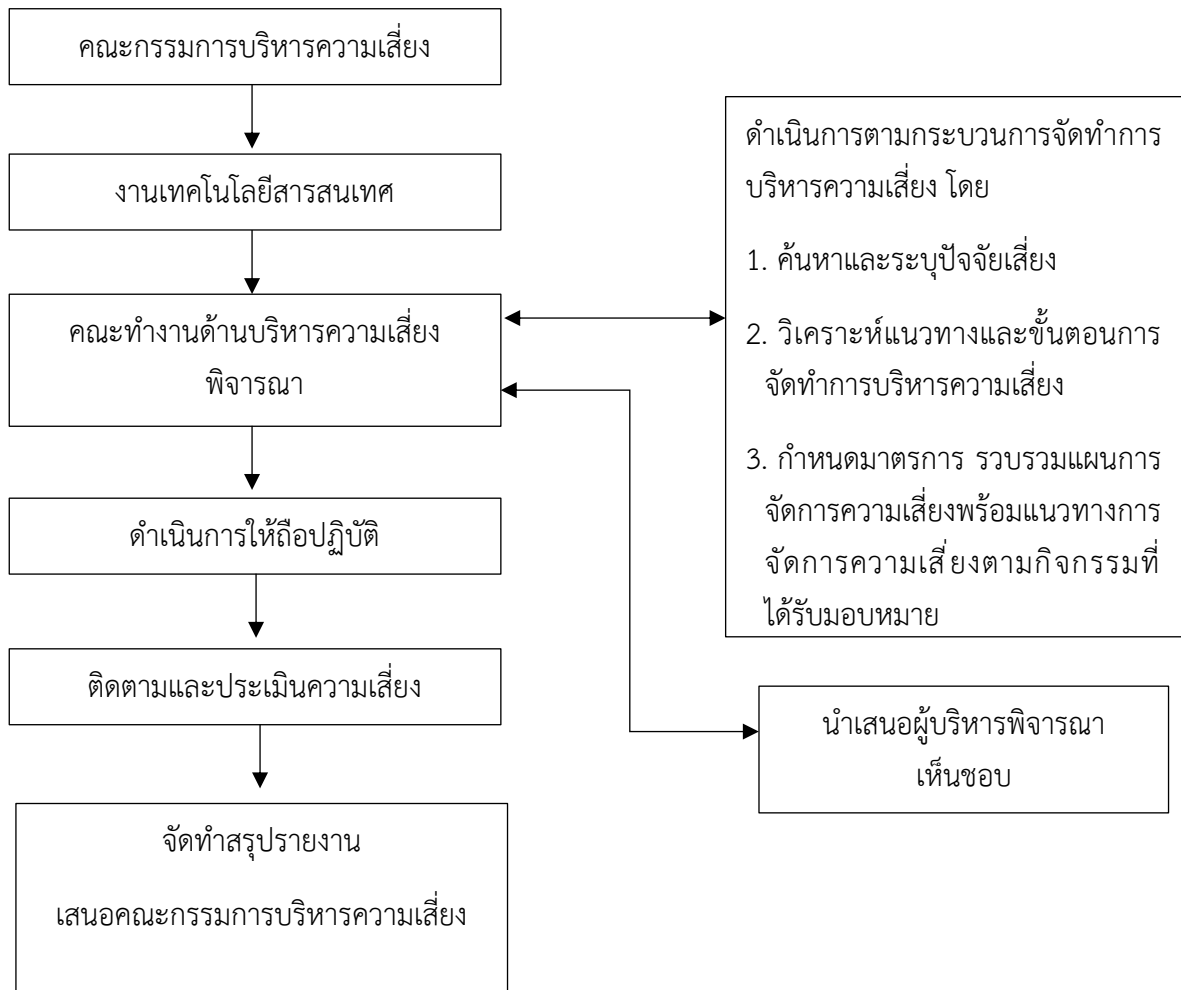 คณะกรรมการบริหารความเสี่ยง
งานเทคโนโลยีสารสนเทศ
คณะทำงานด้านบริหารความเสี่ยง
พิจารณา
ดำเนินการให้ถือปฏิบัติ
ติดตามและประเมินความเสี่ยง
จัดทำสรุปรายงาน
เสนอคณะกรรมการบริหารความเสี่ยง
ดำเนินการตามกระบวนการจัดทำการ
บริหารความเสี่ยง โดย
1. ค้นหาและระบุปัจจัยเสี่ยง
2. วิเคราะห์แนวทางและขั้นตอนการ
จัดทำการบริหารความเสี่ยง
3. กำหนดมาตรการ รวบรวมแผนการ
จัดการความเสี่ยงพร้อมแนวทางการ
จัดการความเสี่ยงตามกิจกรรมที่
ได้รับมอบหมาย
นำเสนอผู้บริหารพิจารณา
เห็นชอบ